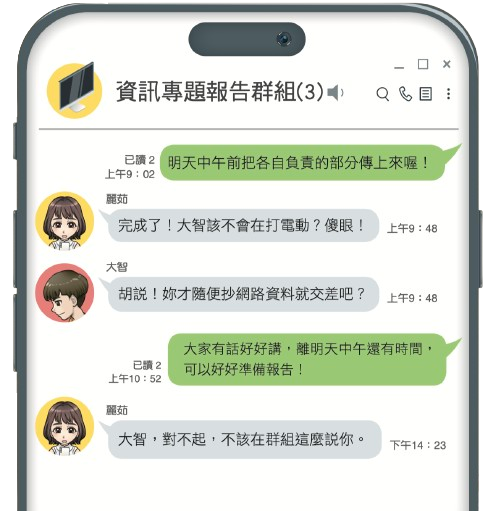 資訊專題報告群組(3)
已讀 2
上午9：02
明天中午前把各自負責的部分傳上來喔！
麗茹
完成了！大智該不會在打電動？傻眼！
上午9：48
大智
胡說！妳才隨便抄網路資料就交差吧？
上午9：48
已讀 2
上午10：52
大家有話好好講，離明天中午還有時間，
可以好好準備報告！
麗茹
大智，對不起，不該在群組這麼說你。
下午14：23